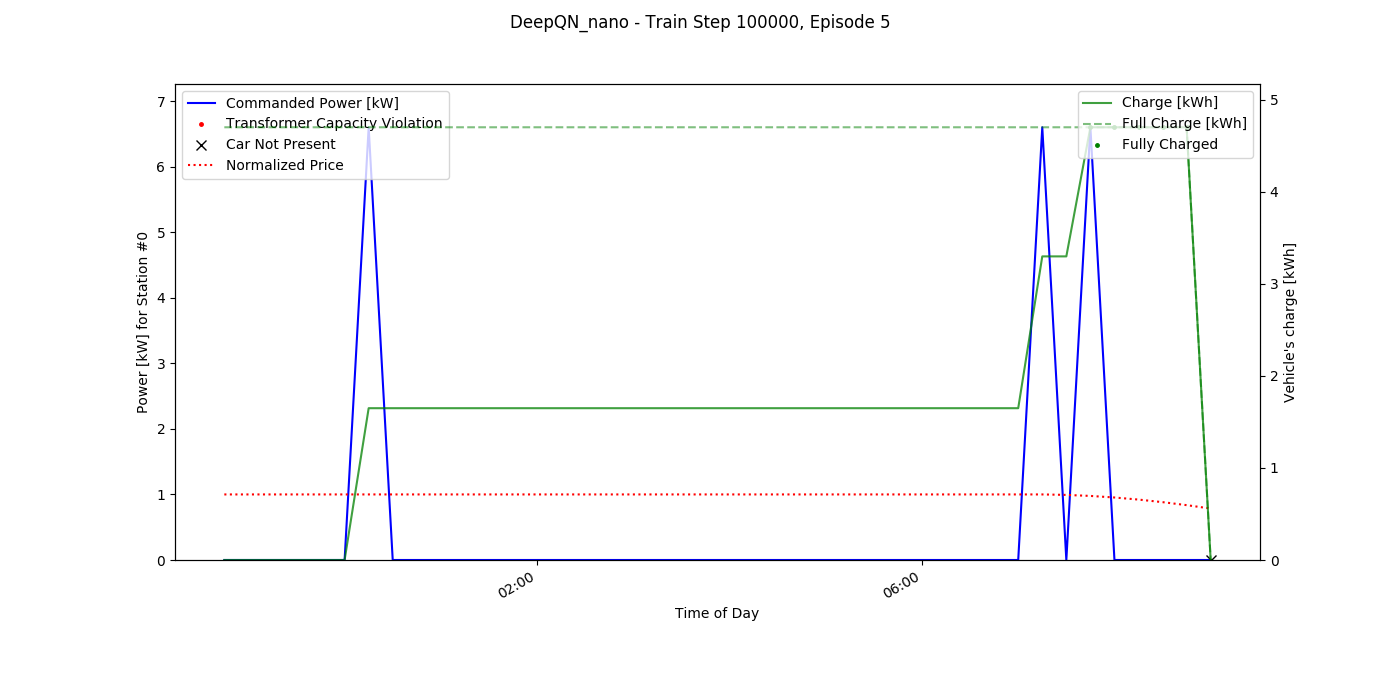 DeepQN_nano - Train Step 100000, Episode 5
Commanded Power [kW]
Transformer Capacity Violation
Car Not Present
Normalized Price
Charge [kWh]
Full Charge [kWh]
Fully Charged
Power [kW] for Station #0
7
6
5
4
3
2
1
0
5
4
3
2
1
0
Vehicle's charge [kWh]
02:00
06:00
Time of Day